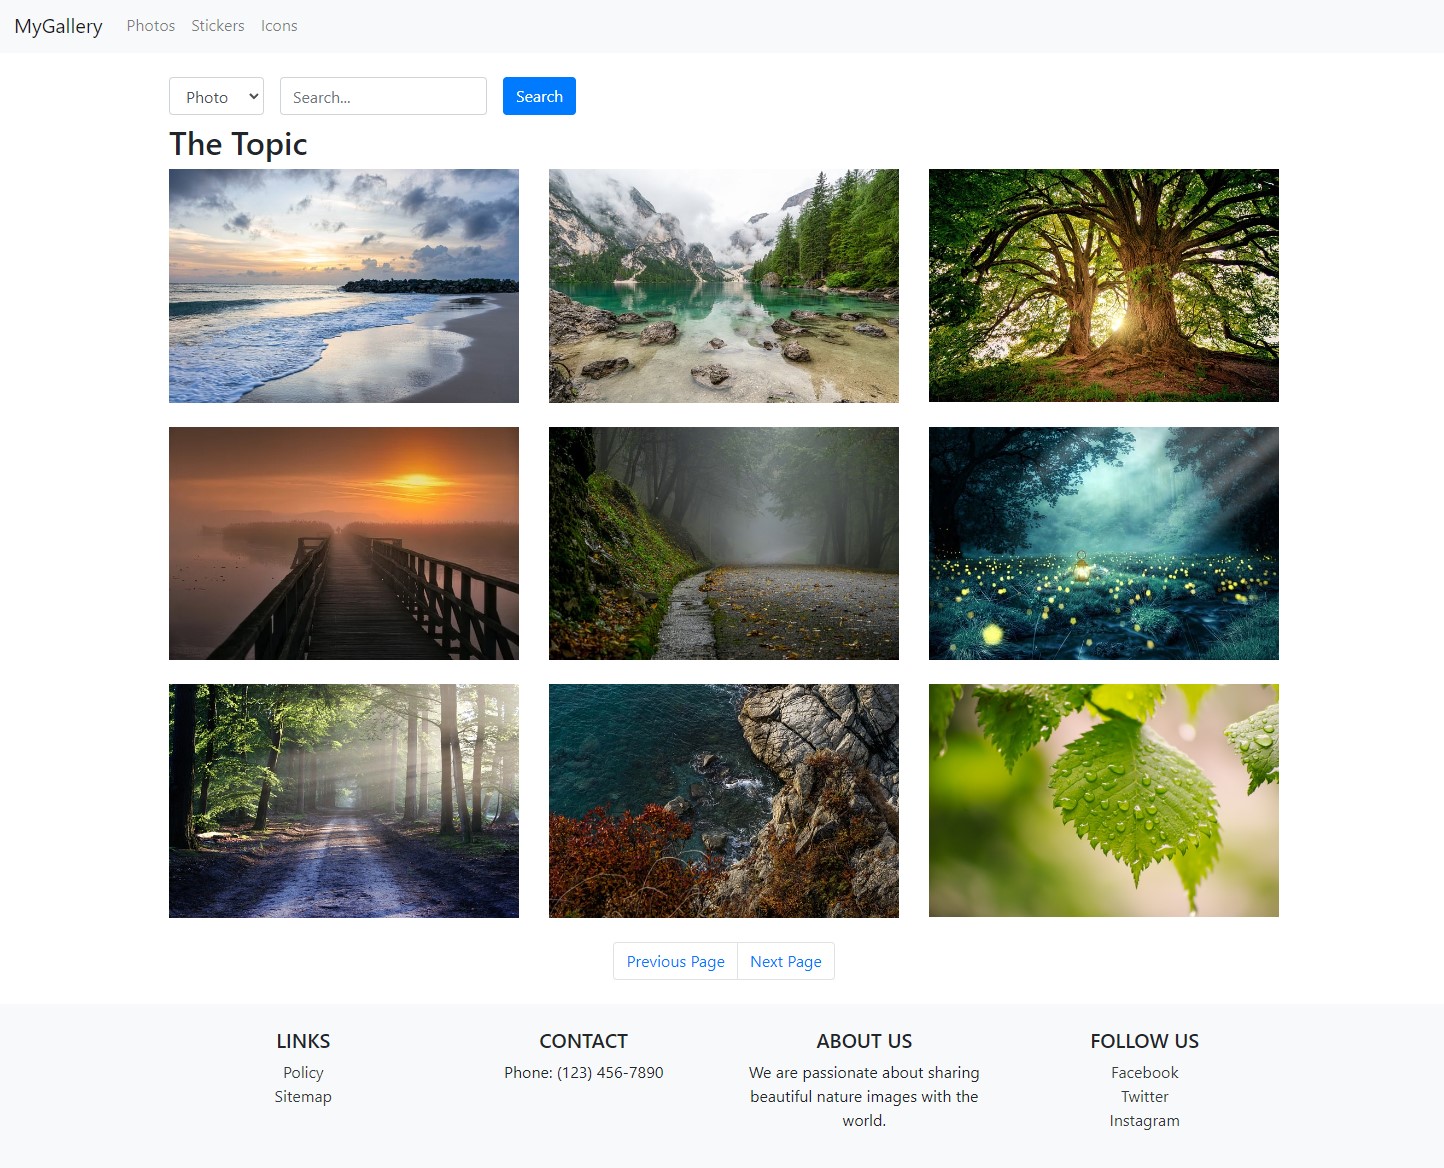 MyGallery Photos Stickers Icons
Photo Search... Search
The Topic
Previous Page Next Page
LINKS
Policy
Sitemap
CONTACT
Phone: (123) 456-7890
ABOUT US
We are passionate about sharing
beautiful nature images with the
world.
FOLLOW US
Facebook
Twitter
Instagram